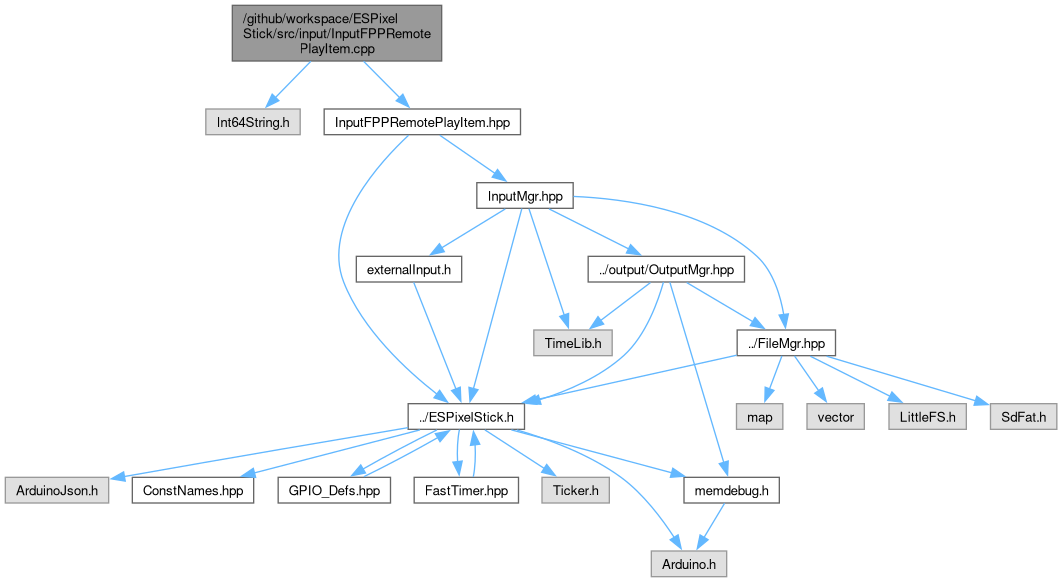 /github/workspace/ESPixel
Stick/src/input/InputFPPRemote
PlayItem.cpp
Int64String.h
InputFPPRemotePlayItem.hpp
InputMgr.hpp
externalInput.h
../output/OutputMgr.hpp
TimeLib.h
../FileMgr.hpp
../ESPixelStick.h
map
vector
LittleFS.h
SdFat.h
ArduinoJson.h
ConstNames.hpp
GPIO_Defs.hpp
FastTimer.hpp
Ticker.h
memdebug.h
Arduino.h